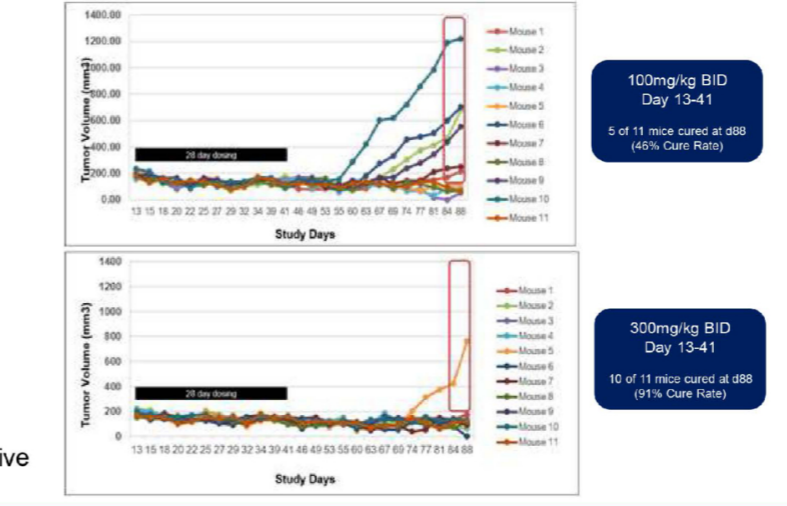 1400.00
1200.00
1000.00
800.00
600.00
400.00
200.00
0.00
Tumor Volume (mm3)
28 day dosing
13 15 18 20 22 25 27 29 32 34 39 41 46 49 53 55 60 63 67 69 74 77 81 84 88
Study Days
Mouse 1
Mouse 2
Mouse 3
Mouse 4
Mouse 5
Mouse 6
Mouse 7
Mouse 8
Mouse 9
Mouse 10
Mouse 11
100mg/kg BID
Day 13-41
5 of 11 mice cured at d88
(46% Cure Rate)
1400
1200
1000
800
600
400
200
0
Tumor Volume (mm3)
28 day dosing
13 15 18 20 22 25 27 29 32 34 39 41 46 49 53 55 60 63 67 69 74 77 81 84 88
Study Days
Mouse 1
Mouse 2
Mouse 3
Mouse 4
Mouse 5
Mouse 6
Mouse 7
Mouse 8
Mouse 9
Mouse 10
Mouse 11
300mg/kg BID
Day 13-41
10 of 11 mice cured at d88
(91% Cure Rate)
ive